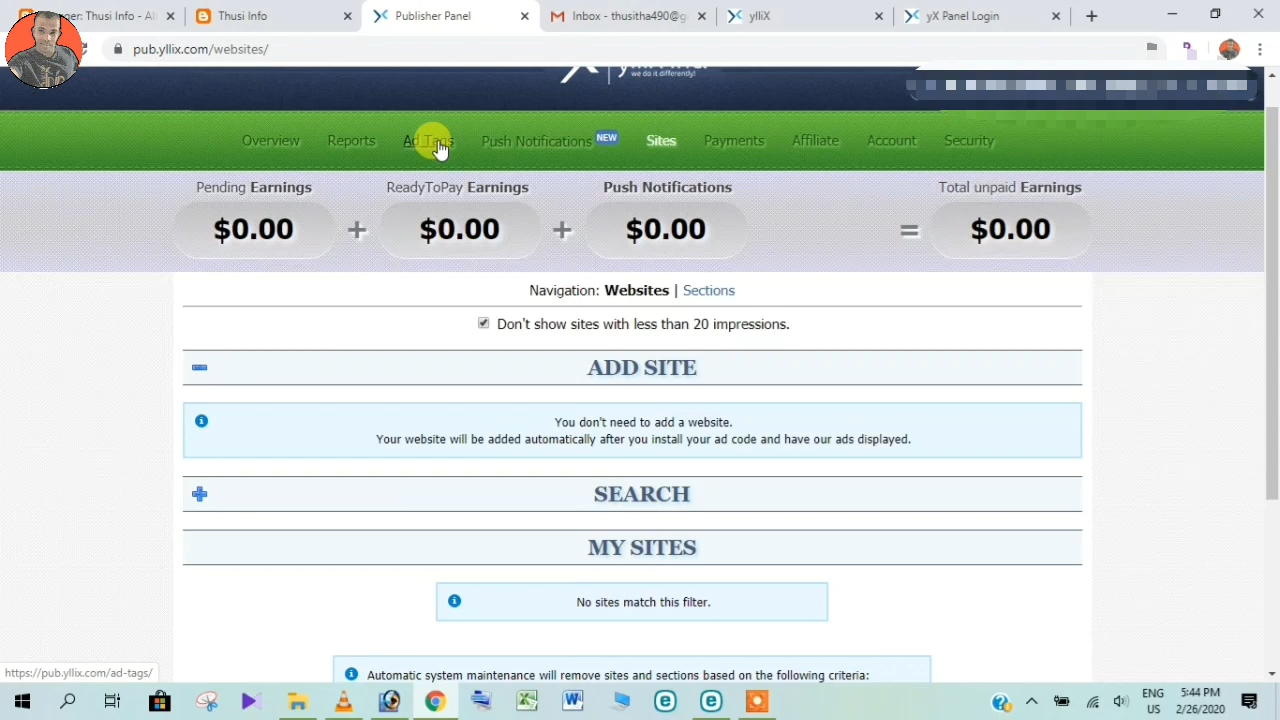 Thusi Info
Publisher Panel
Inbox - thusitha490@g
ylliX
yX Panel Login
pub.yllix.com/websites/
we do it differently!
Overview
Reports
Ad Tags
Push Notifications NEW
Sites
Payments
Affiliate
Account
Security
Pending Earnings
ReadyToPay Earnings
Push Notifications
Total unpaid Earnings
$0.00 + $0.00 + $0.00 = $0.00
Navigation: Websites | Sections
Don't show sites with less than 20 impressions.
ADD SITE
You don't need to add a website.
Your website will be added automatically after you install your ad code and have our ads displayed.
SEARCH
MY SITES
No sites match this filter.
Automatic system maintenance will remove sites and sections based on the following criteria:
https://pub.yllix.com/ad-tags/
ENG
US
5:44 PM
2/26/2020